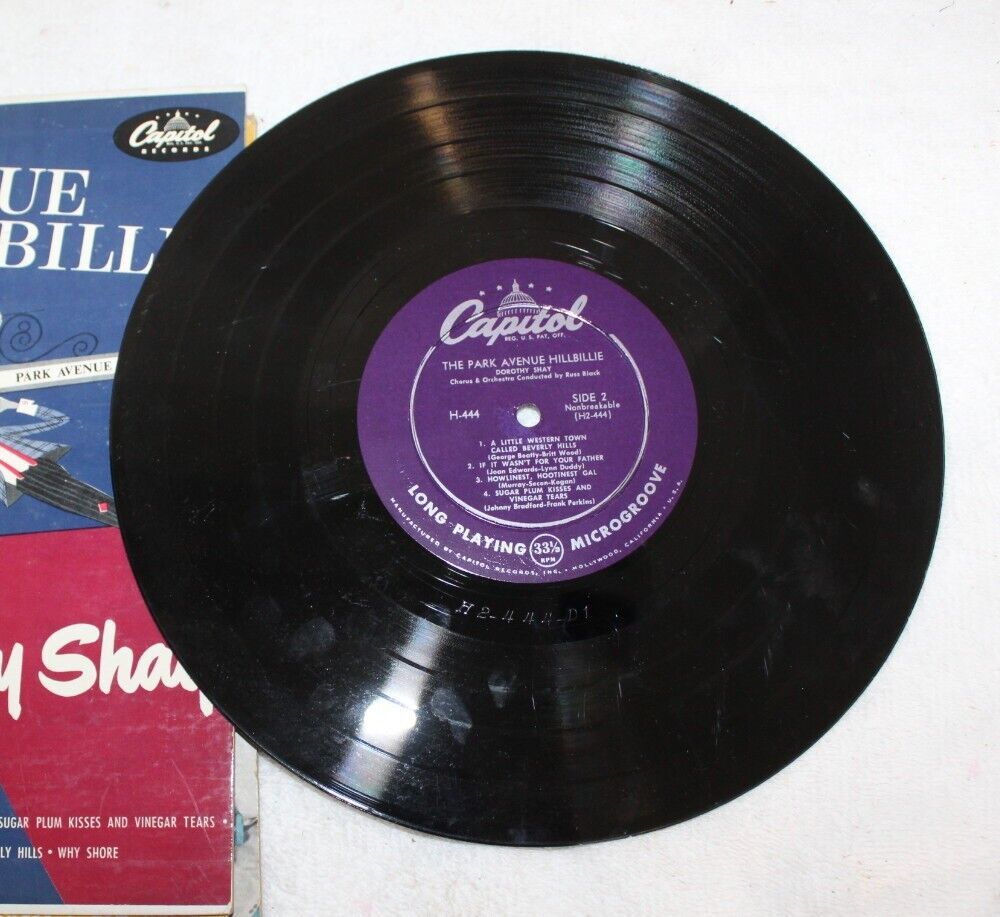 Capitol
RECORDS
UE
BILLI
PARK AVENUE
y Shay
SUGAR PLUM KISSES AND VINEGAR TEARS •
LY HILLS • WHY SHORE
Capitol
REG. U.S. PAT. OFF.
THE PARK AVENUE HILLBILLIE
DOROTHY SHAY
Chorus & Orchestra Conducted by Russ Black
H-444
SIDE 2
Nonbreakable
(H2-444)
1. A LITTLE WESTERN TOWN
CALLED BEVERLY HILLS
(George Beatty-Britt Wood)
2. IF IT WASN'T FOR YOUR FATHER
(Joan Edwards-Lynn Duddy)
3. HOWLINEST, HOOTINEST GAL
(Murray-Secon-Kogan)
4. SUGAR PLUM KISSES AND
VINEGAR TEARS
(Johnny Bradford-Frank Perkins)
LONG PLAYING 33⅓ RPM MICROGROOVE
MANUFACTURED BY CAPITOL RECORDS, INC. • HOLLYWOOD, CALIFORNIA, U.S.A.
H2-444-D1